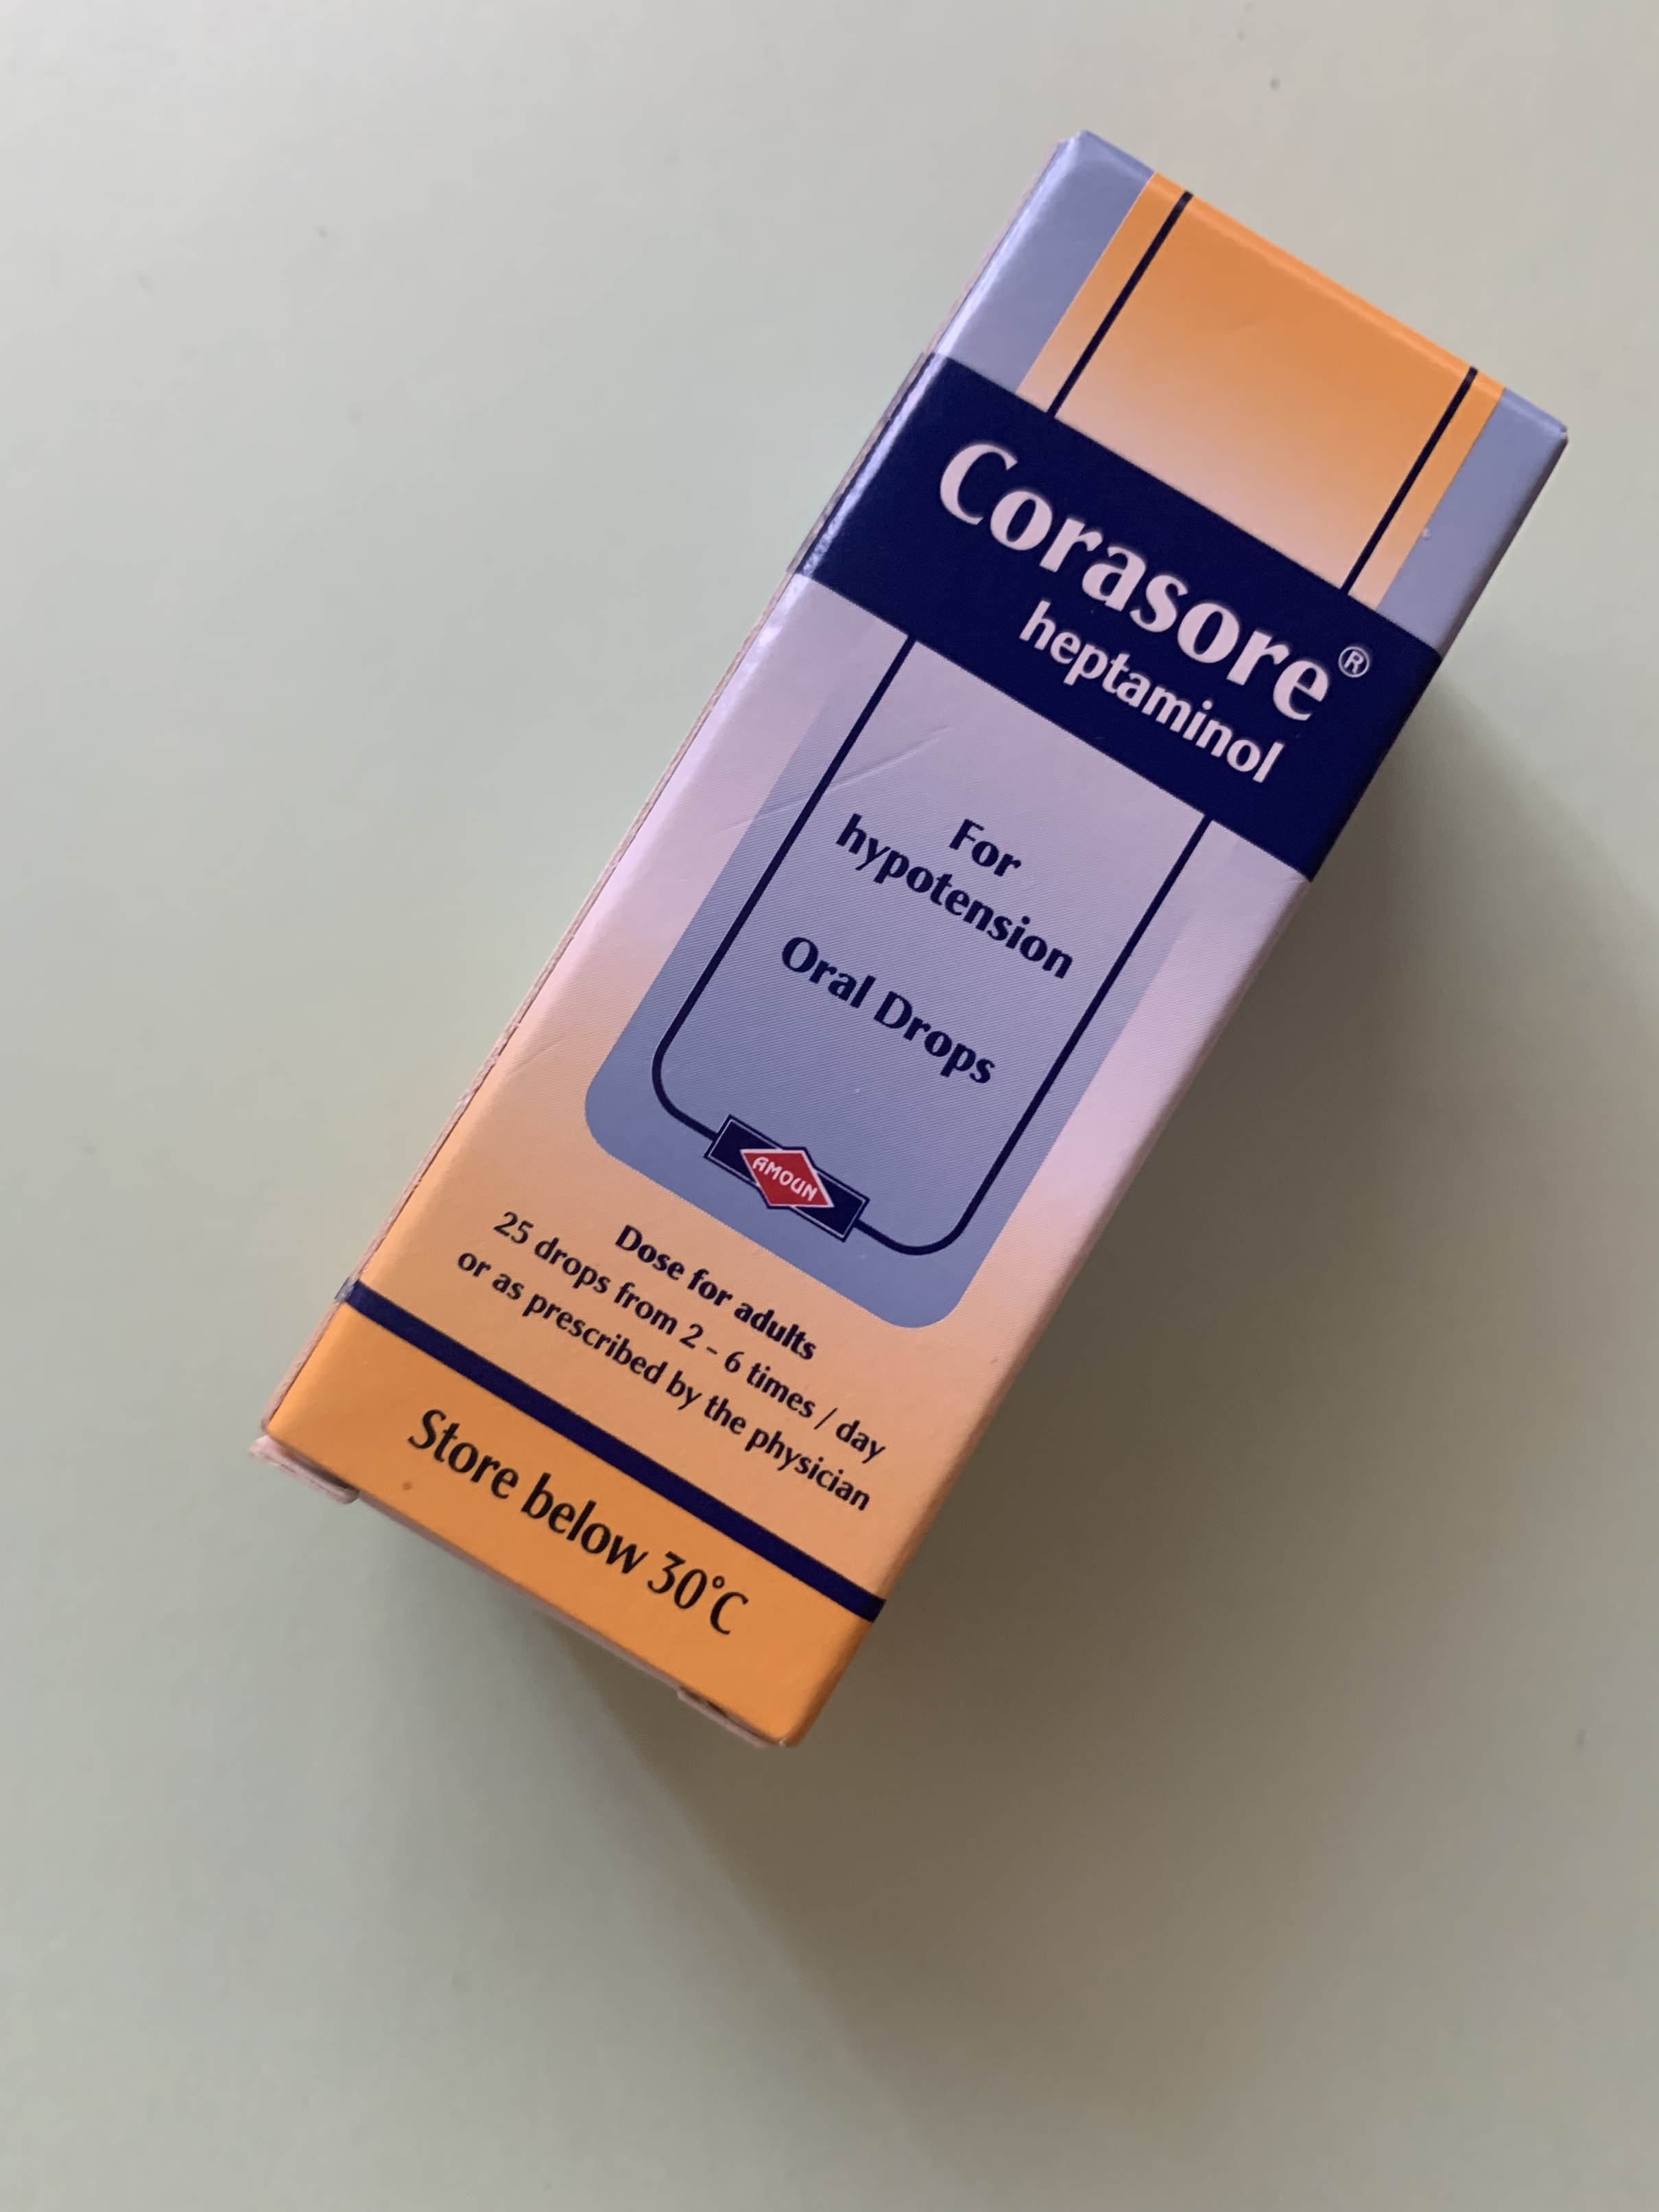 Corasore®
heptaminol
For
hypotension
Oral Drops
AMOUN
Dose for adults
25 drops from 2 - 6 times / day
or as prescribed by the physician
Store below 30°C